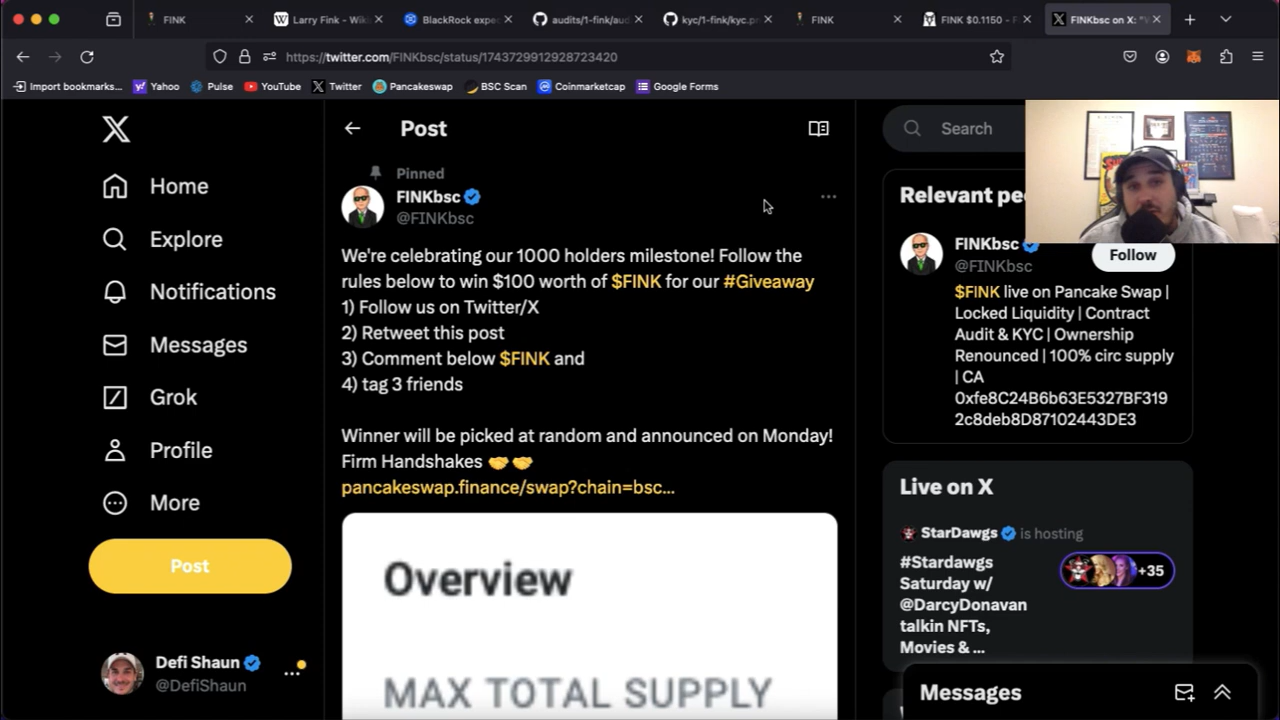 FINK
Larry Fink - Wiki
BlackRock expec
audits/1-fink/aud
kyc/1-fink/kyc.pn
FINK
FINK $0.1150 - F
FINKbsc on X: "W
https://twitter.com/FINKbsc/status/1743729912928723420
Import bookmarks...
Yahoo
Pulse
YouTube
Twitter
Pancakeswap
BSC Scan
Coinmarketcap
Google Forms
Home
Explore
Notifications
Messages
Grok
Profile
More
Post
Defi Shaun
@DefiShaun
Post
Pinned
FINKbsc
@FINKbsc
We're celebrating our 1000 holders milestone! Follow the
rules below to win $100 worth of $FINK for our #Giveaway
1) Follow us on Twitter/X
2) Retweet this post
3) Comment below $FINK and
4) tag 3 friends
Winner will be picked at random and announced on Monday!
Firm Handshakes 🤝🤝
pancakeswap.finance/swap?chain=bsc...
Overview
MAX TOTAL SUPPLY
Search
Relevant pe
FINKbsc
@FINKbsc
Follow
$FINK live on Pancake Swap |
Locked Liquidity | Contract
Audit & KYC | Ownership
Renounced | 100% circ supply
| CA
0xfe8C24B6b63E5327BF319
2c8deb8D87102443DE3
Live on X
StarDawgs is hosting
#Stardawgs
Saturday w/
@DarcyDonavan
talkin NFTs,
Movies & ...
+35
Messages